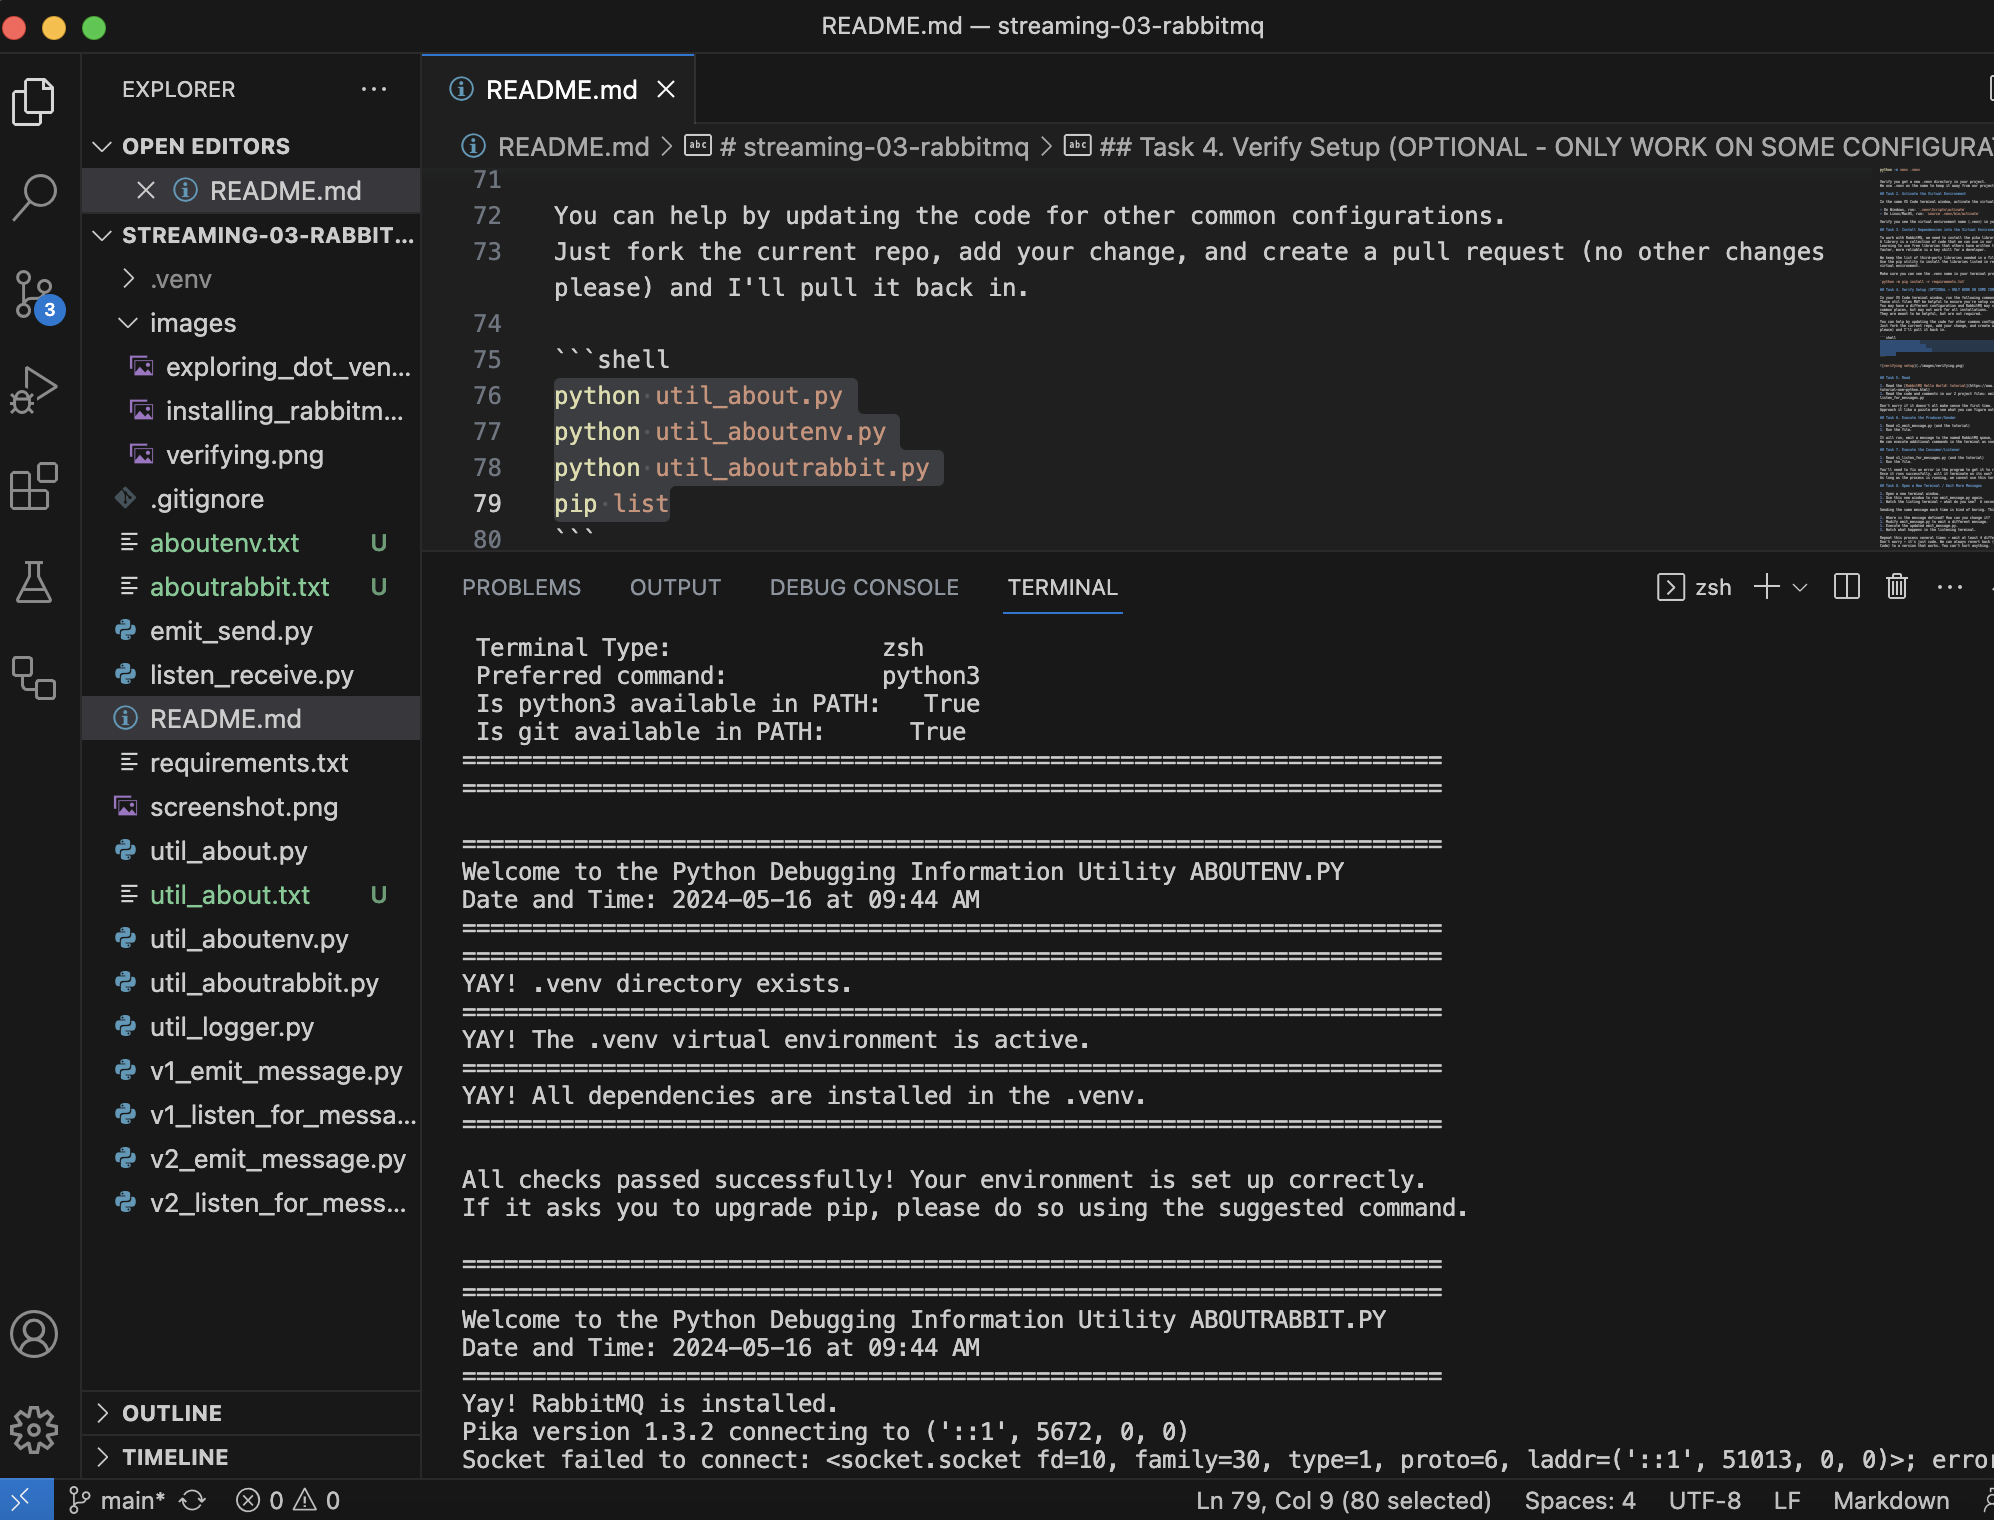 README.md — streaming-03-rabbitmq
EXPLORER
OPEN EDITORS
README.md
STREAMING-03-RABBIT...
.venv
images
exploring_dot_ven...
installing_rabbitm...
verifying.png
.gitignore
aboutenv.txt U
aboutrabbit.txt U
emit_send.py
listen_receive.py
README.md
requirements.txt
screenshot.png
util_about.py
util_about.txt U
util_aboutenv.py
util_aboutrabbit.py
util_logger.py
v1_emit_message.py
v1_listen_for_messa...
v2_emit_message.py
v2_listen_for_mess...
OUTLINE
TIMELINE
3
README.md
README.md > # streaming-03-rabbitmq > ## Task 4. Verify Setup (OPTIONAL - ONLY WORK ON SOME CONFIGURA
71
72 You can help by updating the code for other common configurations.
73 Just fork the current repo, add your change, and create a pull request (no other changes
please) and I'll pull it back in.
74
75 ```shell
76 python util_about.py
77 python util_aboutenv.py
78 python util_aboutrabbit.py
79 pip list
80 ```
PROBLEMS OUTPUT DEBUG CONSOLE TERMINAL zsh
Terminal Type: zsh
Preferred command: python3
Is python3 available in PATH: True
Is git available in PATH: True
======================================================================
======================================================================
======================================================================
Welcome to the Python Debugging Information Utility ABOUTENV.PY
Date and Time: 2024-05-16 at 09:44 AM
======================================================================
======================================================================
YAY! .venv directory exists.
======================================================================
YAY! The .venv virtual environment is active.
======================================================================
YAY! All dependencies are installed in the .venv.
======================================================================
All checks passed successfully! Your environment is set up correctly.
If it asks you to upgrade pip, please do so using the suggested command.
======================================================================
======================================================================
Welcome to the Python Debugging Information Utility ABOUTRABBIT.PY
Date and Time: 2024-05-16 at 09:44 AM
======================================================================
Yay! RabbitMQ is installed.
Pika version 1.3.2 connecting to ('::1', 5672, 0, 0)
Socket failed to connect: <socket.socket fd=10, family=30, type=1, proto=6, laddr=('::1', 51013, 0, 0)>; erro
main* 0 0 Ln 79, Col 9 (80 selected) Spaces: 4 UTF-8 LF Markdown